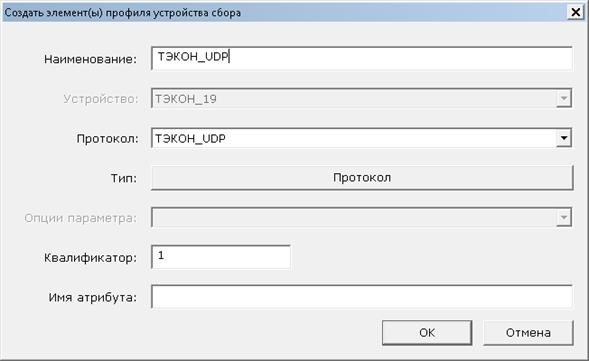 Создать элемент(ы) профиля устройства сбора
Наименование: ТЭКОН_UDP
Устройство: ТЭКОН_19
Протокол: ТЭКОН_UDP
Тип: Протокол
Опции параметра:
Квалификатор: 1
Имя атрибута:
OK Отмена